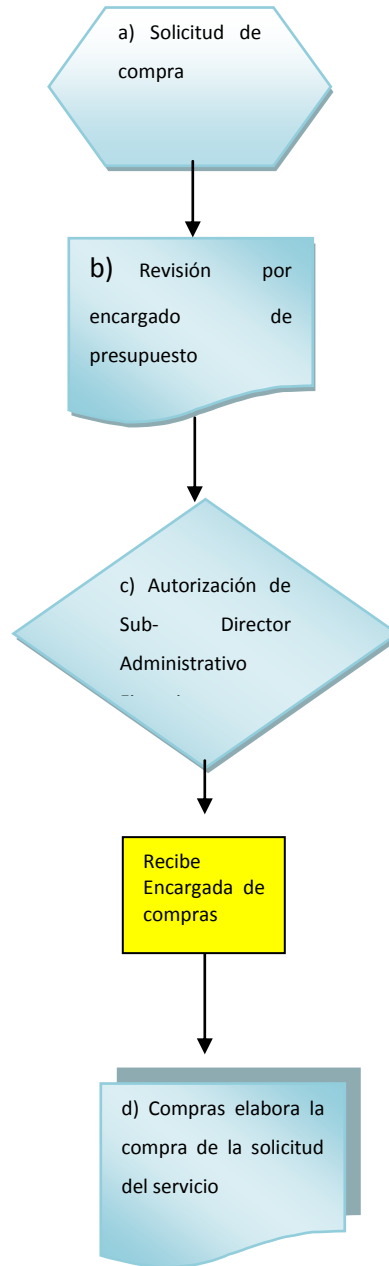 a) Solicitud de
compra
b) Revisión por
encargado de
presupuesto
c) Autorización de
Sub- Director
Administrativo
Recibe
Encargada de
compras
d) Compras elabora la
compra de la solicitud
del servicio